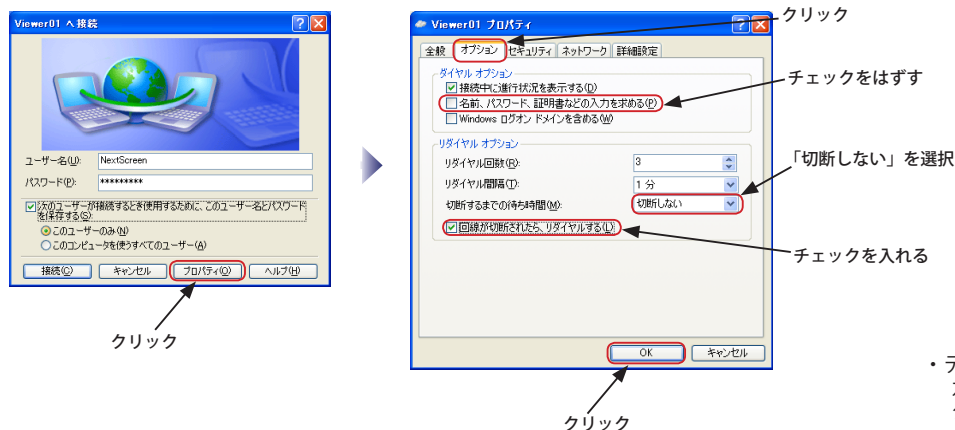 Viewer01 へ接続
ユーザー名(U):
NextScreen
パスワード(P):
*********
次のユーザーが接続するとき使用するために、このユーザー名とパスワードを保存する(S):
このユーザーのみ(N)
このコンピュータを使うすべてのユーザー(A)
接続(C)
キャンセル
プロパティ(O)
ヘルプ(H)
クリック
Viewer01 プロパティ
クリック
全般
オプション
セキュリティ
ネットワーク
詳細設定
ダイヤル オプション
接続中に進行状況を表示する(D)
名前、パスワード、証明書などの入力を求める(P)
チェックをはずす
Windows ログオン ドメインを含める(W)
リダイヤル オプション
リダイヤル回数(R):
3
リダイヤル間隔(T):
1 分
切断するまでの待ち時間(M):
切断しない
「切断しない」を選択
回線が切断されたら、リダイヤルする(L)
チェックを入れる
OK
キャンセル
クリック